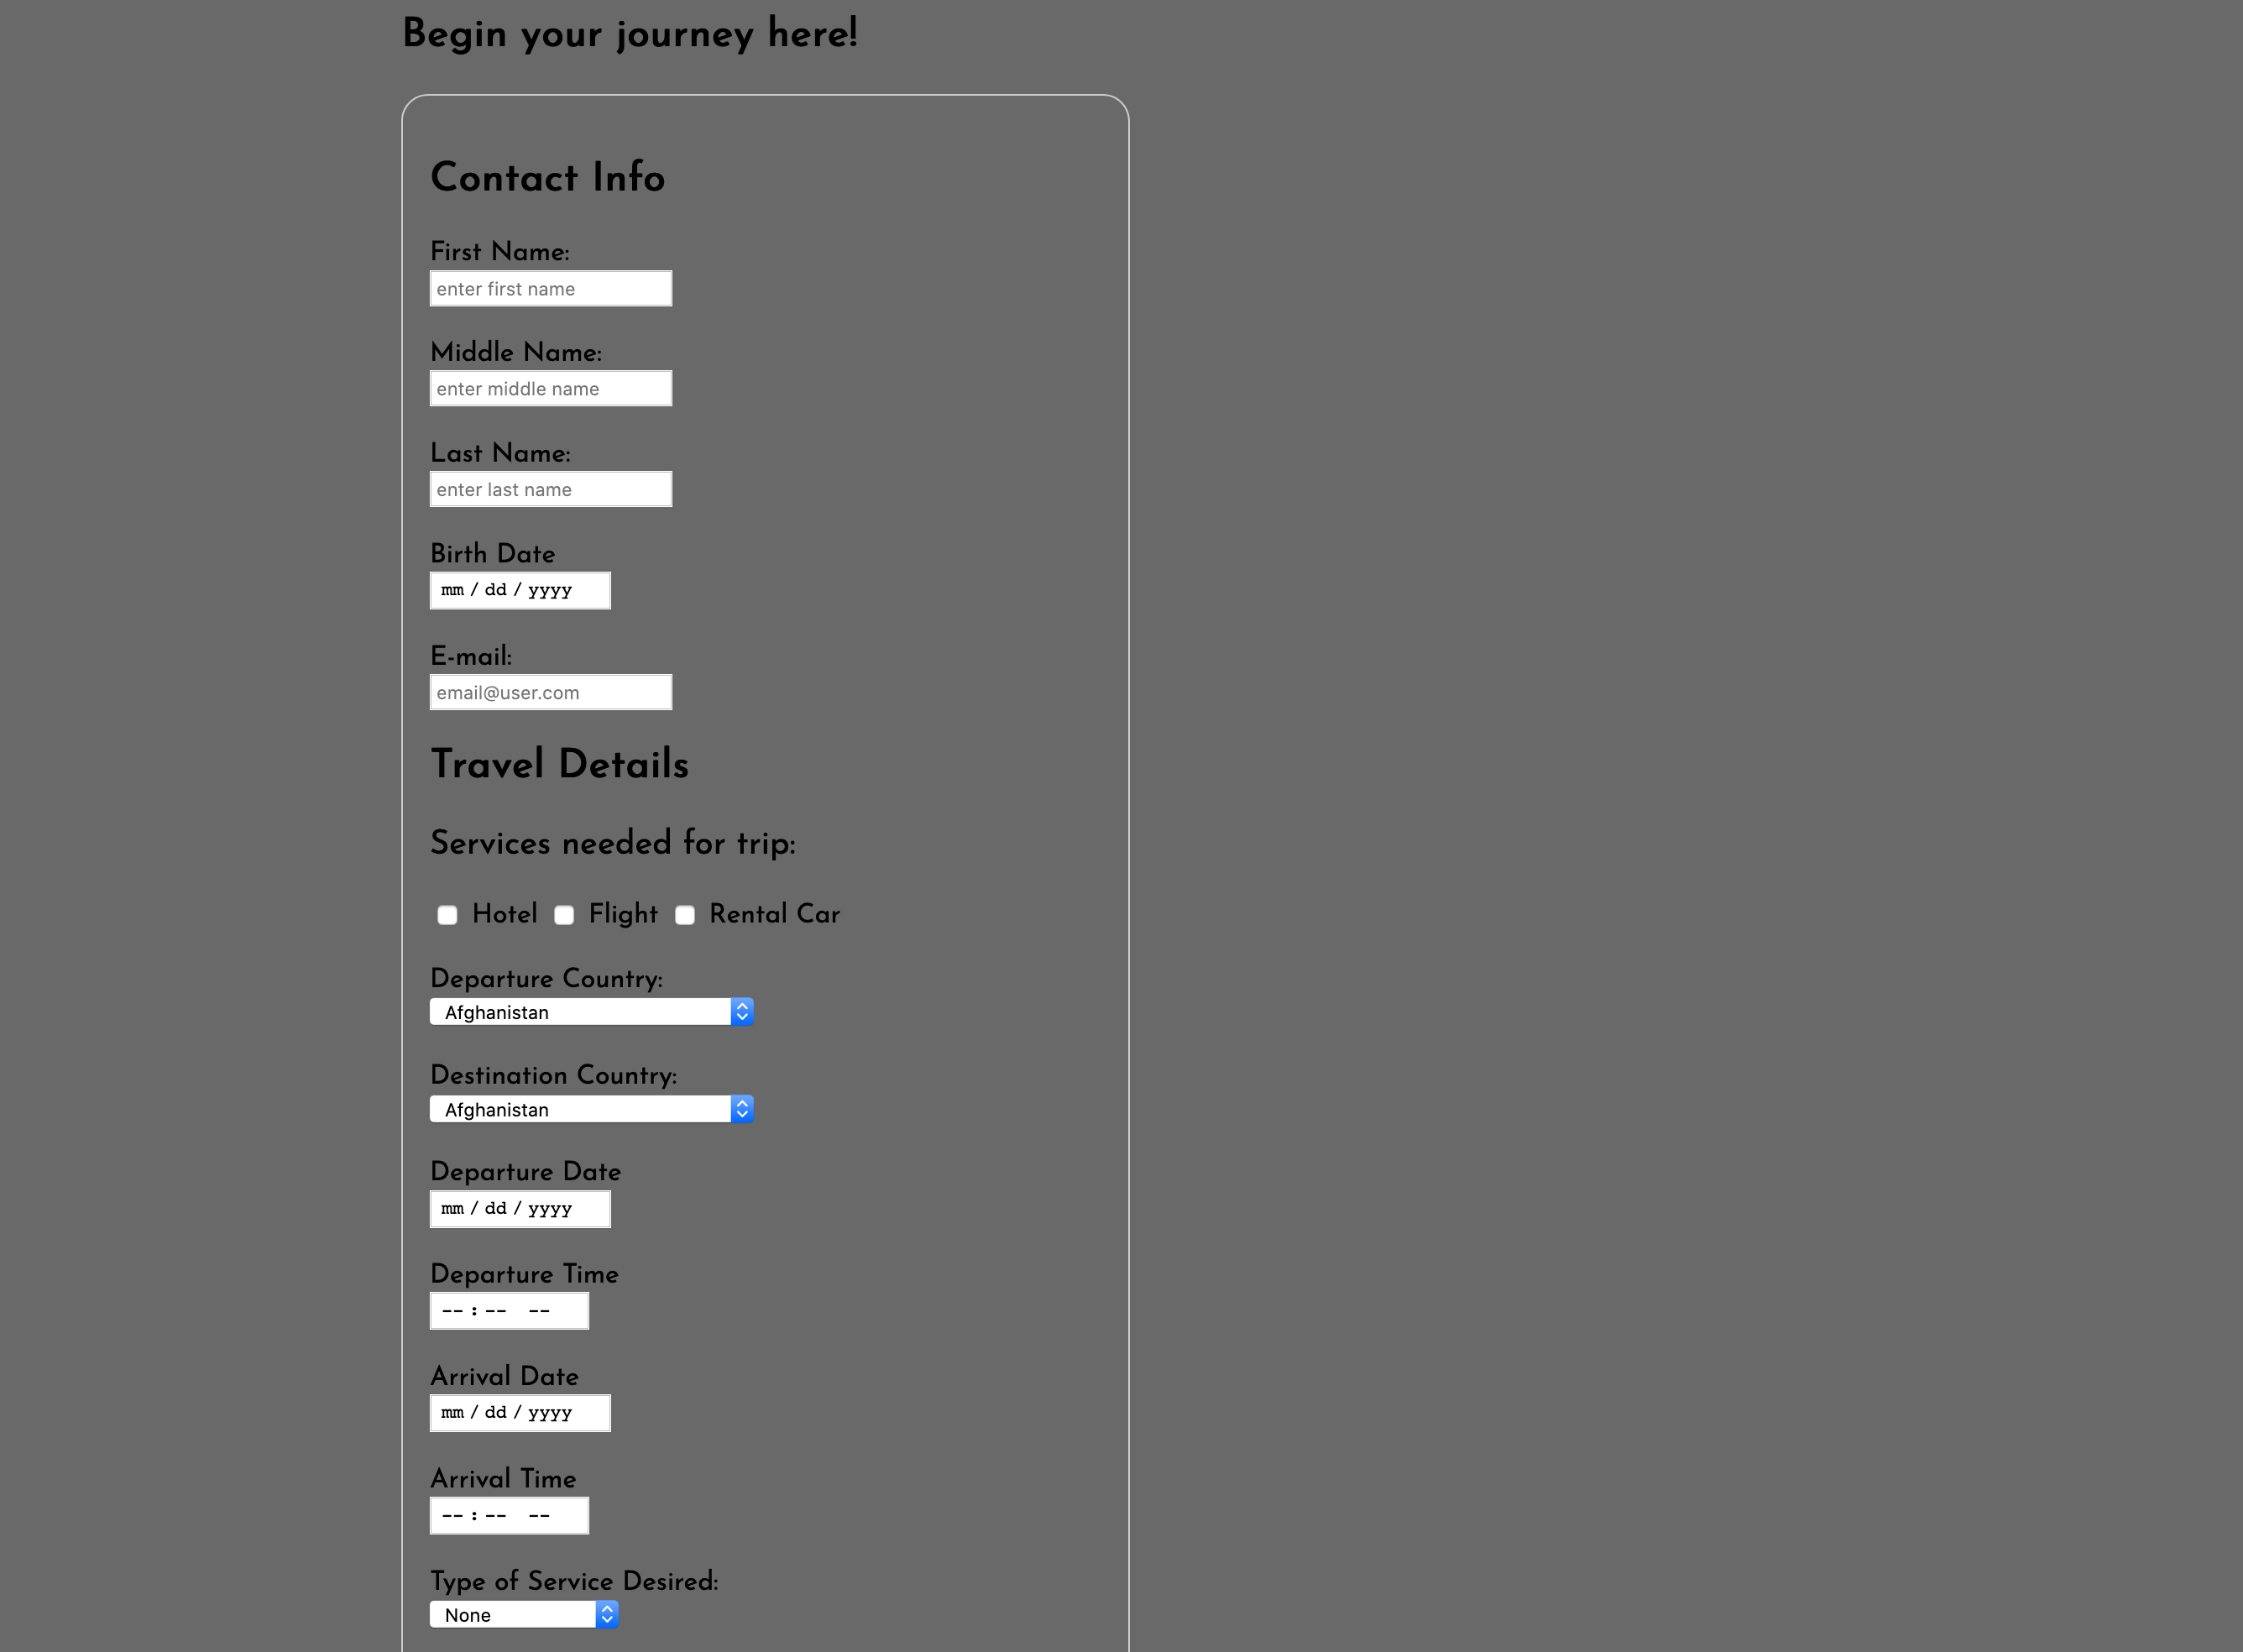 Begin your journey here!
Contact Info
First Name:
enter first name
Middle Name:
enter middle name
Last Name:
enter last name
Birth Date
mm / dd / yyyy
E-mail:
email@user.com
Travel Details
Services needed for trip:
Hotel Flight Rental Car
Departure Country:
Afghanistan
Destination Country:
Afghanistan
Departure Date
mm / dd / yyyy
Departure Time
-- : -- --
Arrival Date
mm / dd / yyyy
Arrival Time
-- : -- --
Type of Service Desired:
None